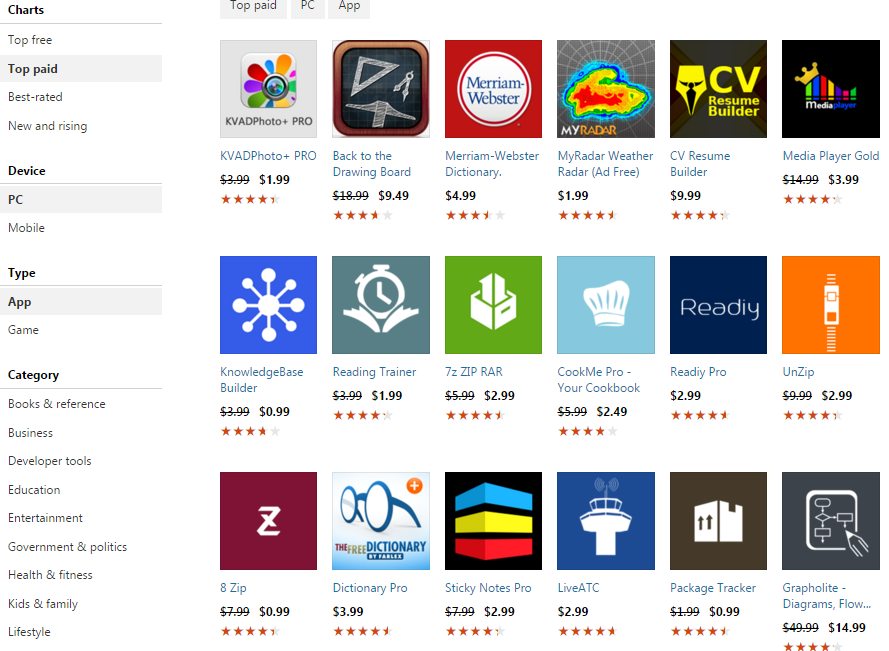 Charts
Top free
Top paid
Best-rated
New and rising
Device
PC
Mobile
Type
App
Game
Category
Books & reference
Business
Developer tools
Education
Entertainment
Government & politics
Health & fitness
Kids & family
Lifestyle
Top paid PC App
KVADPhoto+ PRO
Merriam-
Webster
MYRADAR
CV
Resume
Builder
mediaplayer
KVADPhoto+ PRO
$3.99 $1.99
Back to the
Drawing Board
$18.99 $9.49
Merriam-Webster
Dictionary.
$4.99
MyRadar Weather
Radar (Ad Free)
$1.99
CV Resume
Builder
$9.99
Media Player Gold
$14.99 $3.99
Readiy
KnowledgeBase
Builder
$3.99 $0.99
Reading Trainer
$3.99 $1.99
7z ZIP RAR
$5.99 $2.99
CookMe Pro -
Your Cookbook
$5.99 $2.49
Readiy Pro
$2.99
UnZip
$9.99 $2.99
Z
THE FREE DICTIONARY
BY FARLEX
8 Zip
$7.99 $0.99
Dictionary Pro
$3.99
Sticky Notes Pro
$7.99 $2.99
LiveATC
$2.99
Package Tracker
$1.99 $0.99
Grapholite -
Diagrams, Flow...
$49.99 $14.99